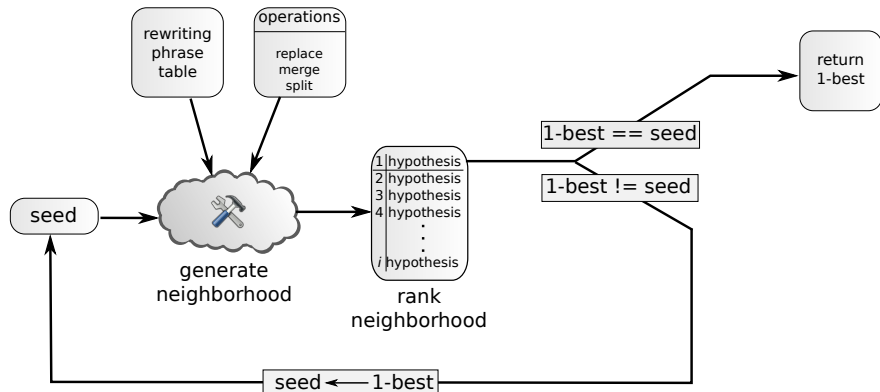 rewriting
phrase
table
operations
replace
merge
split
return
1-best
1-best == seed
1-best != seed
1 hypothesis
2 hypothesis
3 hypothesis
4 hypothesis
.
.
.
i hypothesis
seed
generate
neighborhood
rank
neighborhood
seed ← 1-best